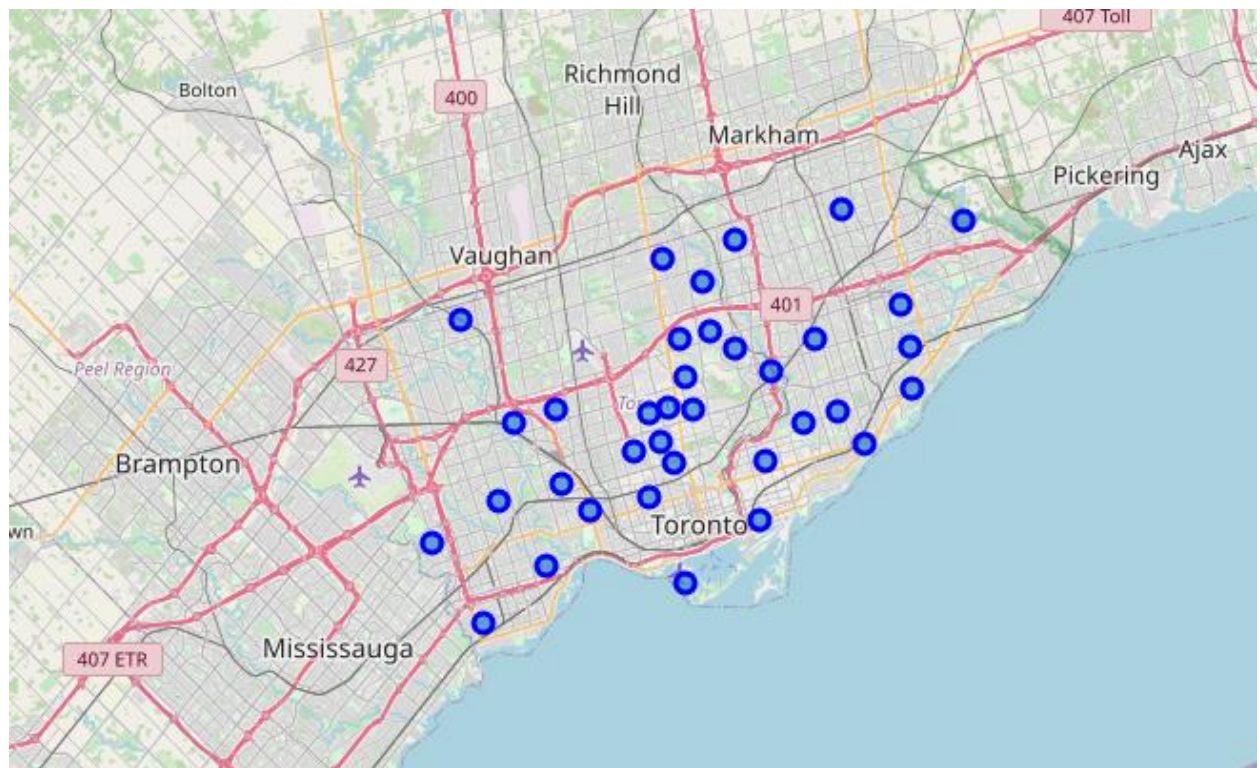 407 Toll
Richmond
Hill
Bolton
400
Markham
Ajax
Pickering
Vaughan
401
427
Peel Region
Brampton
wn
Toronto
Mississauga
407 ETR